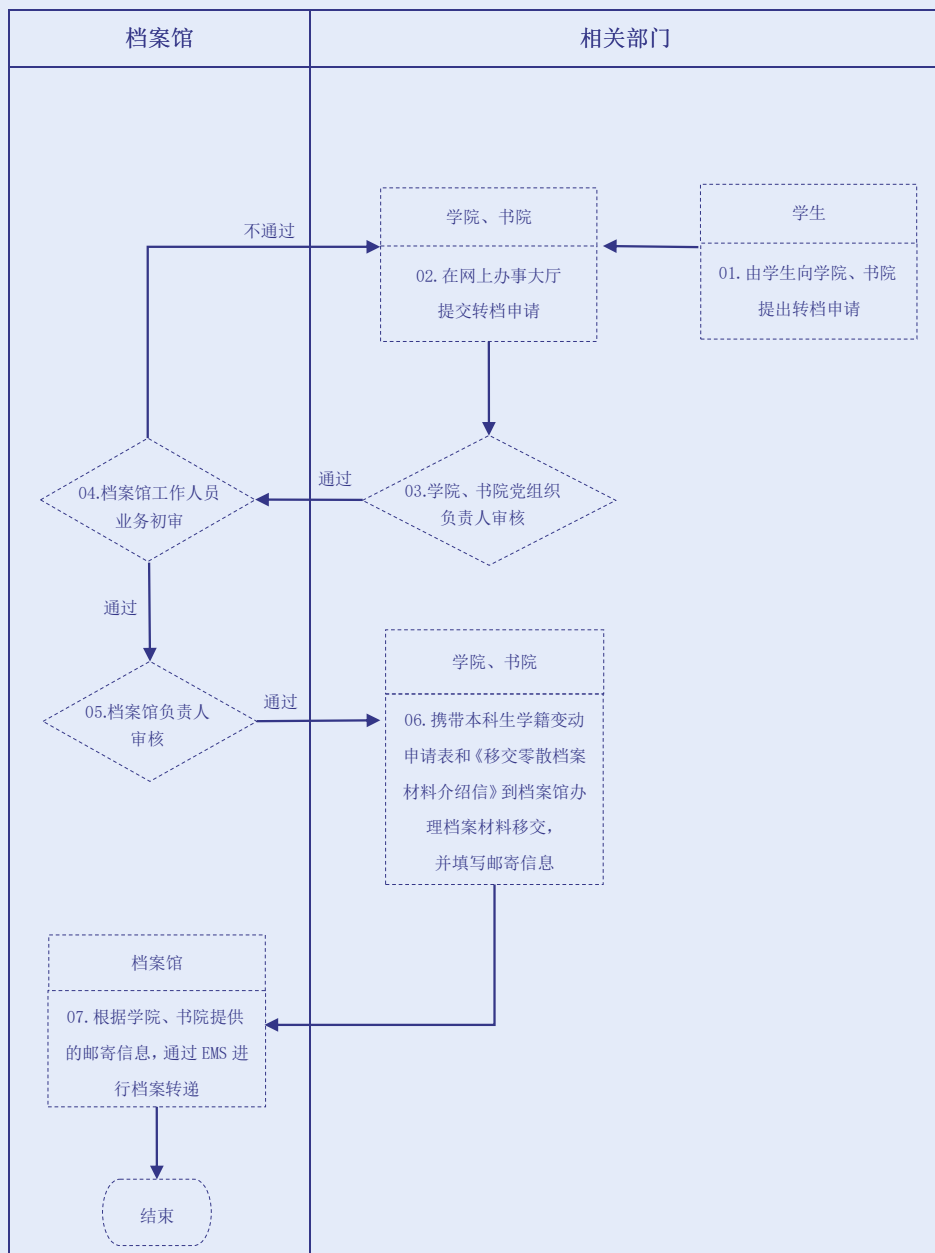 档案馆
相关部门
学生
01.由学生向学院、书院
提出转档申请
学院、书院
02.在网上办事大厅
提交转档申请
不通过
03.学院、书院党组织
负责人审核
通过
04.档案馆工作人员
业务初审
通过
05.档案馆负责人
审核
通过
学院、书院
06.携带本科生学籍变动
申请表和《移交零散档案
材料介绍信》到档案馆办
理档案材料移交，
并填写邮寄信息
档案馆
07.根据学院、书院提供
的邮寄信息，通过 EMS 进
行档案转递
结束